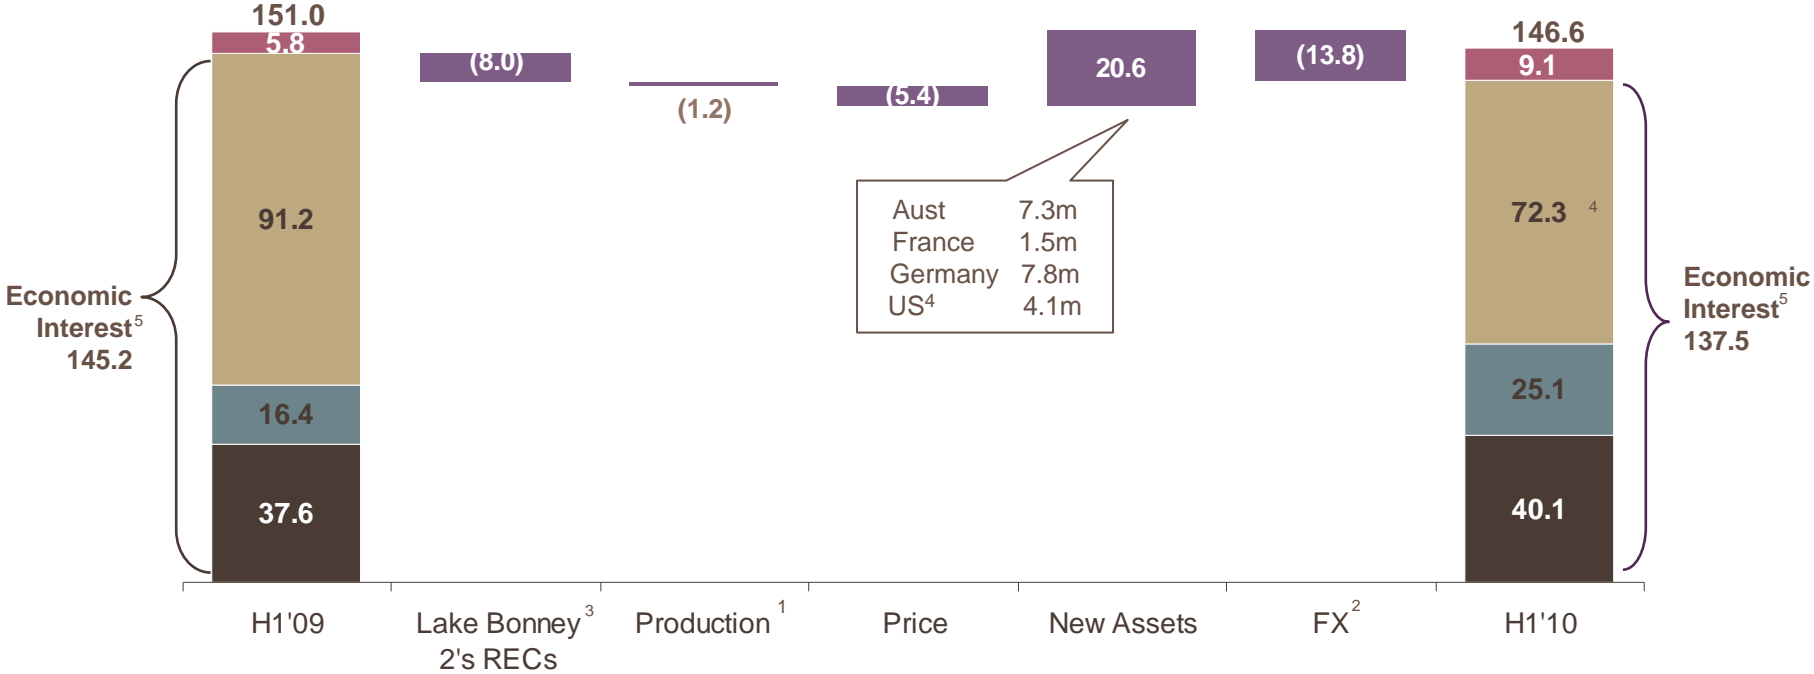 151.0
5.8
91.2
16.4
37.6
Economic
Interest5
145.2
(8.0)
(1.2)
(5.4)
20.6
(13.8)
Aust 7.3m
France 1.5m
Germany 7.8m
US4 4.1m
146.6
9.1
72.3 4
25.1
40.1
Economic
Interest5
137.5
H1'09
Lake Bonney3
2's RECs
Production1
Price
New Assets
FX2
H1'10